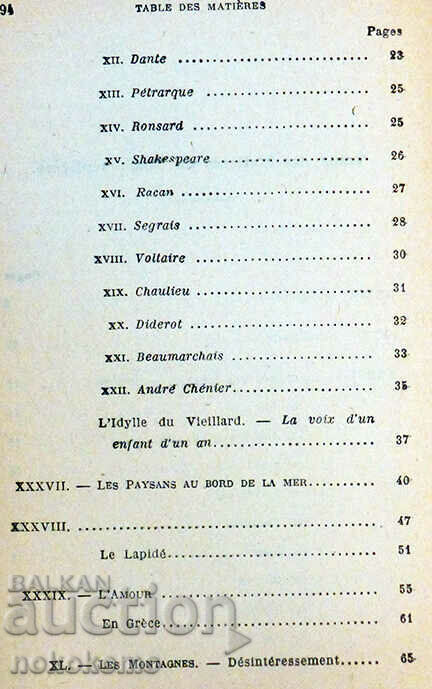 94 TABLE DES MATIÈRES
Pages
XII. Dante .............................. 23
XIII. Pétrarque ........................ 25
XIV. Ronsard .......................... 25
XV. Shakespeare ....................... 26
XVI. Racan ............................ 27
XVII. Segrais ......................... 28
XVIII. Voltaire ....................... 30
XIX. Chaulieu ......................... 31
XX. Diderot ........................... 32
XXI. Beaumarchais ..................... 33
XXII. André Chénier................... 35
L'Idylle du Vieillard. — La voix d'un
enfant d'un an..................... 37
XXXVII. — LES PAYSANS AU BORD DE LA MER.......... 40
XXXVIII. ........................................ 47
Le Lapidé............................ 51
XXXIX. — L'AMOUR ............................ 55
En Grèce............................. 61
XL. — LES MONTAGNES. — Désintéressement...... 65
BALKAN
auction
nokokomo